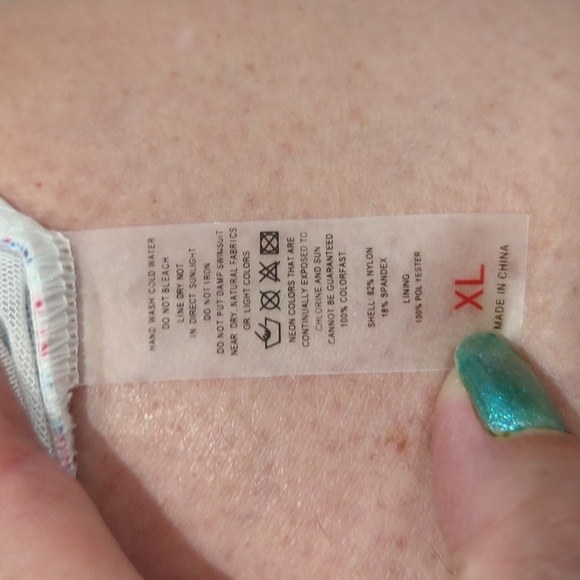 HAND WASH COLD WATER
DO NOT BLEACH
LINE DRY NOT
IN DIRECT SUNLIGHT
DO NOT IRON
DO NOT PUT DAMP SWIMSUIT
NEAR DRY, NATURAL FABRICS
OR LIGHT COLORS
NEON COLORS THAT ARE
CONTINUALLY EXPOSED TO
CHLORINE AND SUN
CANNOT BE GUARANTEED
100% COLORFAST
SHELL: 82% NYLON
18% SPANDEX
LINING
100% POLYESTER
XL
MADE IN CHINA